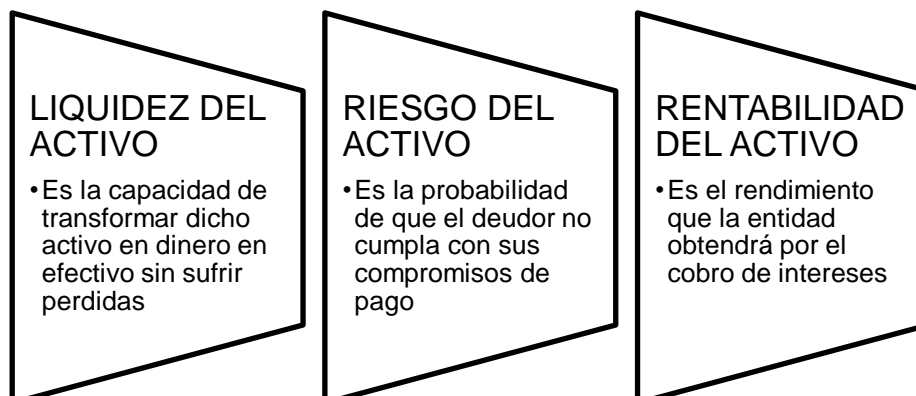 LIQUIDEZ DEL
ACTIVO
•Es la capacidad de
transformar dicho
activo en dinero en
efectivo sin sufrir
perdidas
RIESGO DEL
ACTIVO
•Es la probabilidad
de que el deudor no
cumpla con sus
compromisos de
pago
RENTABILIDAD
DEL ACTIVO
•Es el rendimiento
que la entidad
obtendrá por el
cobro de intereses